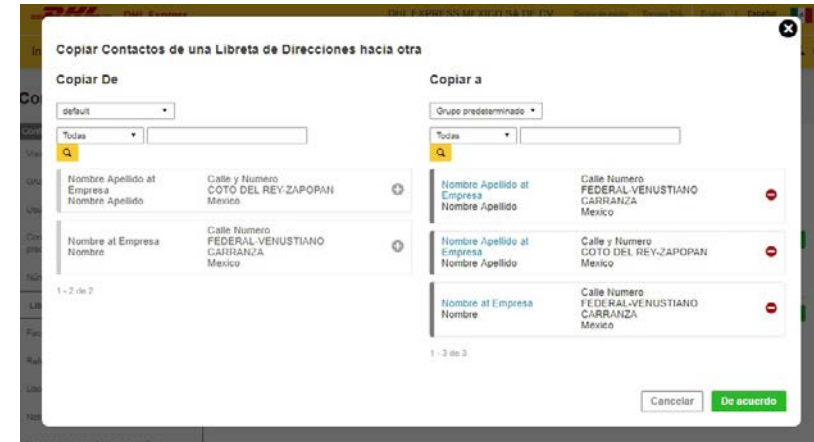 DHL Express
DHL EXPRESS MEXICO SA DE CV
Español
Copiar Contactos de una Libreta de Direcciones hacia otra
Copiar De
default
Todas
Nombre Apellido at
Empresa
Nombre Apellido
Calle y Numero
COTO DEL REY-ZAPOPAN
Mexico
Nombre at Empresa
Nombre
Calle Numero
FEDERAL-VENUSTIANO
CARRANZA
Mexico
1 - 2 de 2
Copiar a
Grupo predeterminado
Todas
Nombre Apellido at
Empresa
Nombre Apellido
Calle Numero
FEDERAL-VENUSTIANO
CARRANZA
Mexico
Nombre Apellido at
Empresa
Nombre Apellido
Calle y Numero
COTO DEL REY-ZAPOPAN
Mexico
Nombre at Empresa
Nombre
Calle Numero
FEDERAL-VENUSTIANO
CARRANZA
Mexico
1 - 3 de 3
Cancelar
De acuerdo